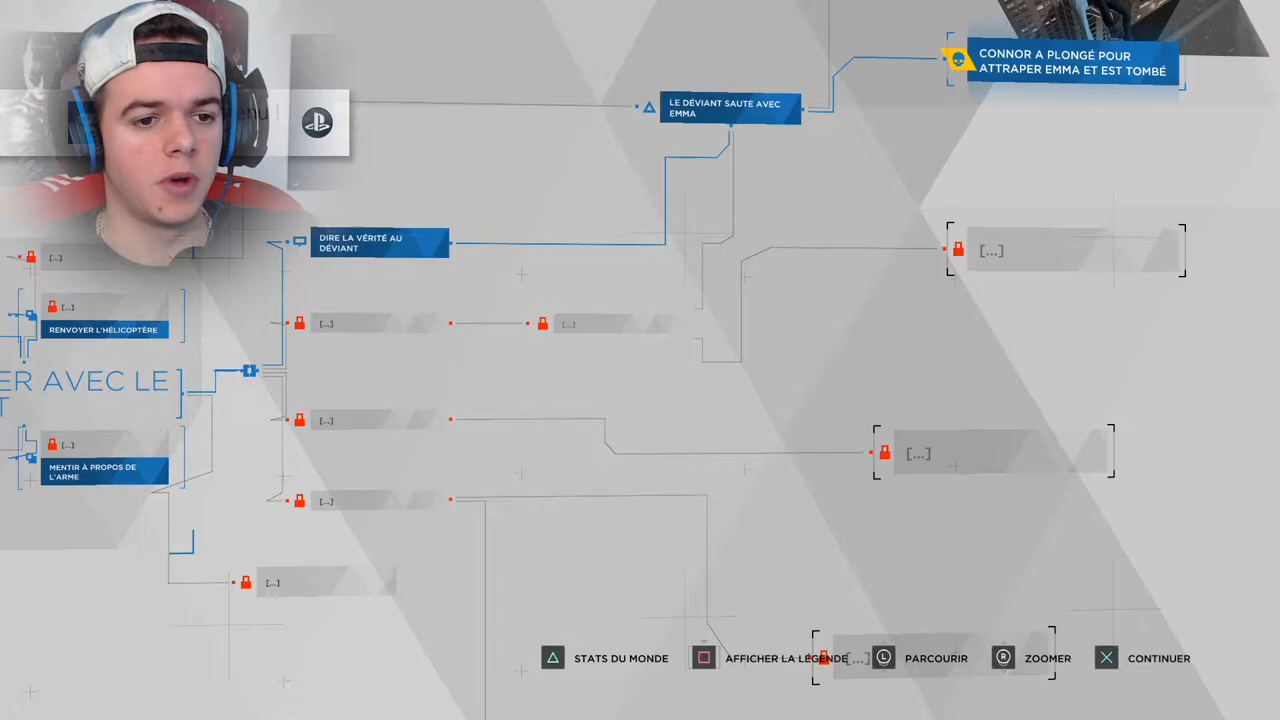 CONNOR A PLONGÉ POUR
ATTRAPER EMMA ET EST TOMBÉ
LE DÉVIANT SAUTE AVEC
EMMA
DIRE LA VÉRITÉ AU
DÉVIANT
[...]
[...]
[...]
RENVOYER L'HÉLICOPTÈRE
[...]
[...]
ER AVEC LE
T
[...]
[...]
MENTIR À PROPOS DE
L'ARME
[...]
[...]
[...]
[...]
STATS DU MONDE
AFFICHER LA LÉGENDE
PARCOURIR
ZOOMER
CONTINUER